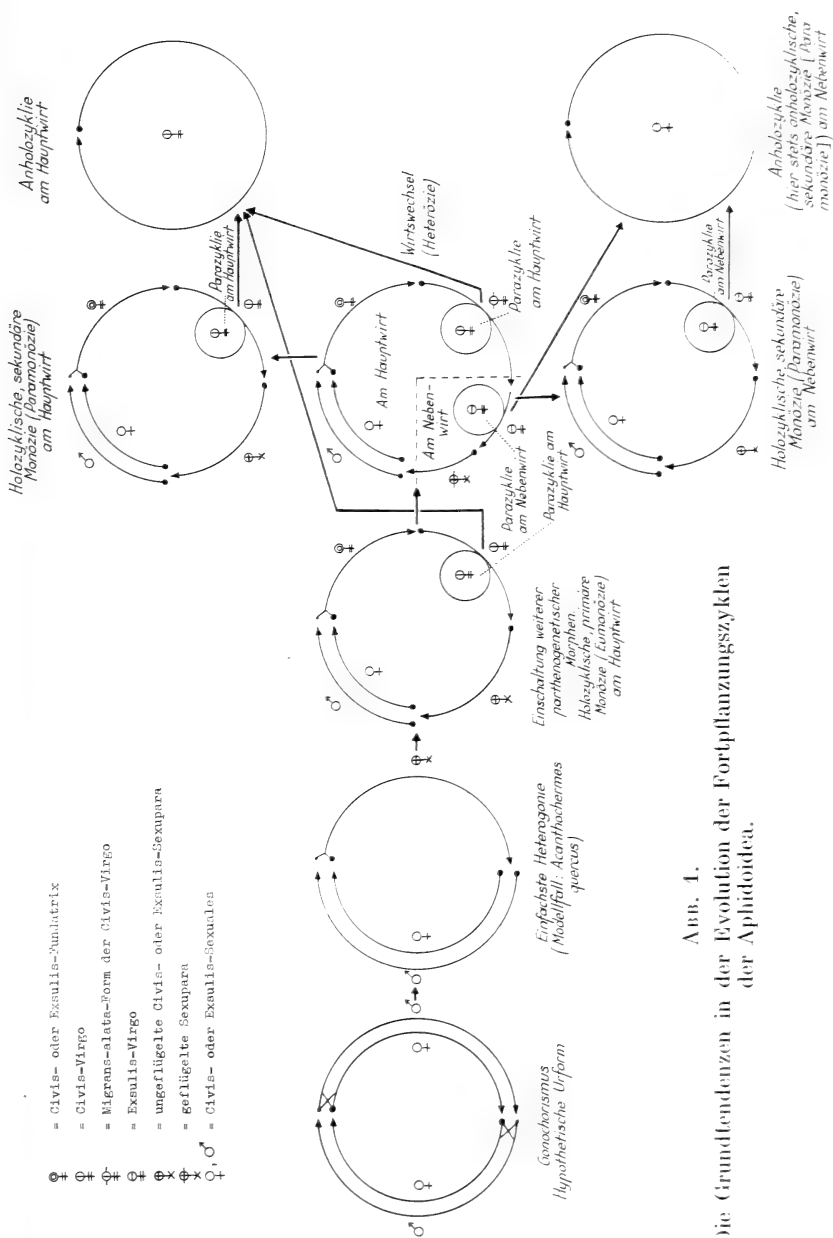 ⌽ = Civis- oder Exsulis-Fundatrix
= Civis-Virgo
= Migrans-alata-Form der Civis-Virgo
= Exsulis-Virgo
= ungeflügelte Civis- oder Exsulis-Sexupara
= geflügelte Sexupara
♀, ♂ = Civis- oder Exsulis-Sexuales
♂
♀
♀
Gonochorismus
Hypothetische Urform
♂
♂
♀
♀
Einfachste Heterogonie
(Modellfall: Acanthochermes
quercus)
♂
♀
Einschaltung weiterer
parthenogenetischer
Morphen.
Holozyklische, primäre
Monözie (Eumonözie)
am Hauptwirt
Parazyklie am
Hauptwirt
Holozyklische, sekundäre
Monözie (Paramonözie)
am Hauptwirt
♂
♀
Parazyklie
am Hauptwirt
Anholozyklie
am Hauptwirt
Wirtswechsel
(Heterözie)
♂
♀
Am Hauptwirt
Am Neben-
wirt
Parazyklie
am Hauptwirt
Parazyklie
am Nebenwirt
♂
♀
Parazyklie
am Nebenwirt
Holozyklische, sekundäre
Monözie (Paramonözie)
am Nebenwirt
♀
Anholozyklie
(hier stets anholozyklische,
sekundäre Monözie [Para
monözie]) am Nebenwirt
ABB. 1.
Die Grundtendenzen in der Evolution der Fortpflanzungszyklen
der Aphidoidea.